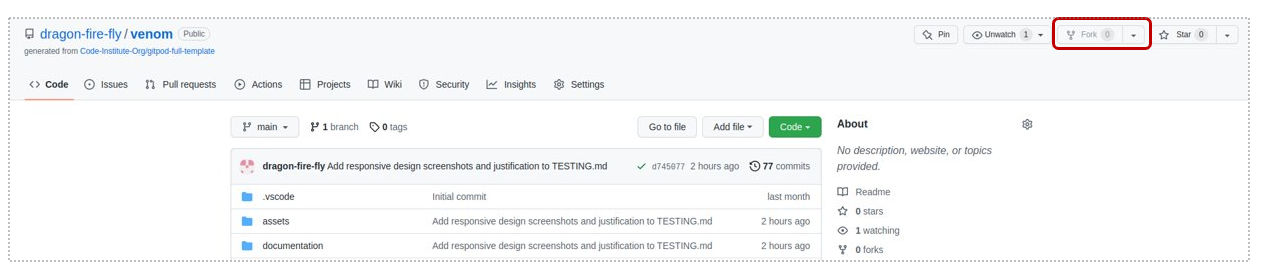 dragon-fire-fly / venom Public
Pin Unwatch 1 Fork 0 Star 0
generated from Code-Institute-Org/gitpod-full-template
Code Issues Pull requests Actions Projects Wiki Security Insights Settings
main 1 branch 0 tags Go to file Add file Code
About
dragon-fire-fly Add responsive design screenshots and justification to TESTING.md d745077 2 hours ago 77 commits
No description, website, or topics
provided.
.vscode Initial commit last month
Readme
assets Add responsive design screenshots and justification to TESTING.md 2 hours ago
0 stars
1 watching
documentation Add responsive design screenshots and justification to TESTING.md 2 hours ago
0 forks